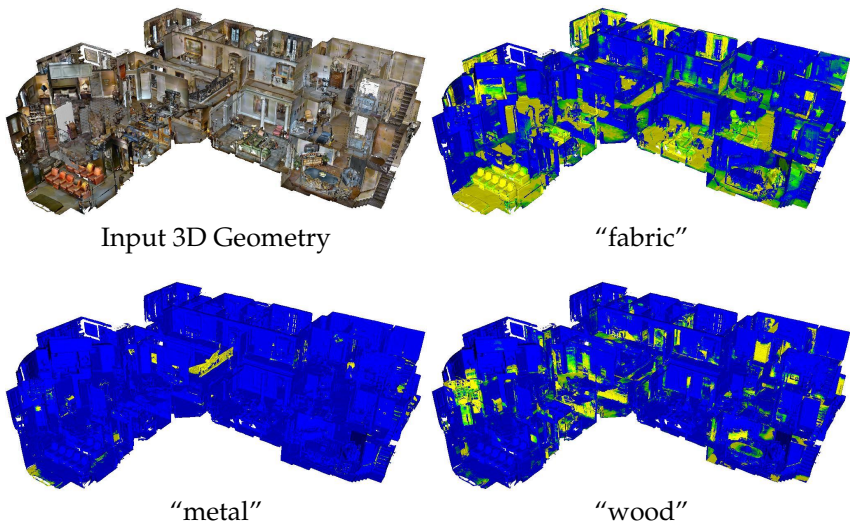 Input 3D Geometry
“fabric”
“metal”
“wood”